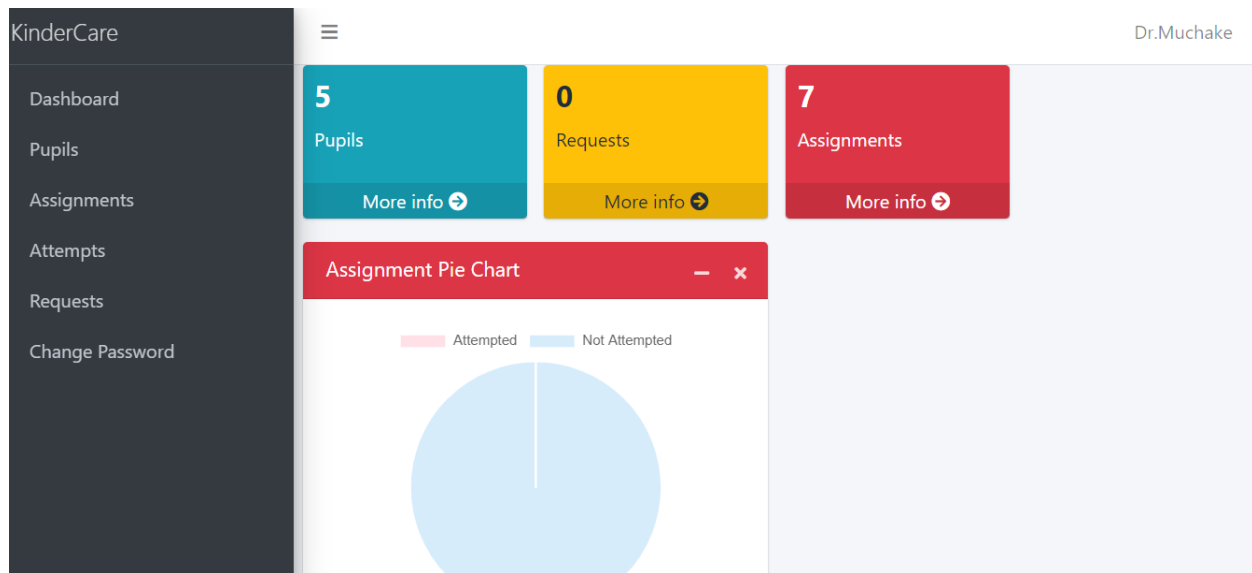 KinderCare
Dr.Muchake
Dashboard
Pupils
Assignments
Attempts
Requests
Change Password
5
Pupils
More info
0
Requests
More info
7
Assignments
More info
Assignment Pie Chart
Attempted
Not Attempted